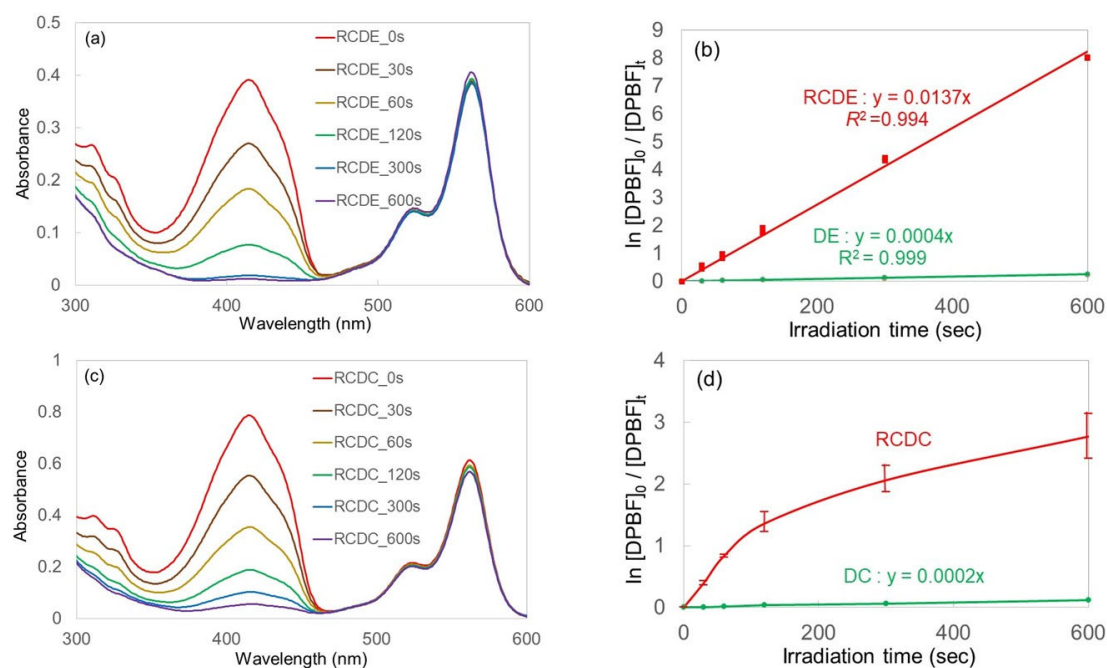 (a)
0.5
0.4
0.3
0.2
0.1
0
Absorbance
RCDE_0s
RCDE_30s
RCDE_60s
RCDE_120s
RCDE_300s
RCDE_600s
300
400
500
600
Wavelength (nm)
(b)
9
8
7
6
5
4
3
2
1
0
ln [DPBF]₀ / [DPBF]ₜ
RCDE : y = 0.0137x
R² =0.994
DE : y = 0.0004x
R² = 0.999
0
200
400
600
Irradiation time (sec)
(c)
1
0.8
0.6
0.4
0.2
0
Absorbance
RCDC_0s
RCDC_30s
RCDC_60s
RCDC_120s
RCDC_300s
RCDC_600s
300
400
500
600
Wavelength (nm)
(d)
4
3
2
1
0
ln [DPBF]₀ / [DPBF]ₜ
RCDC
DC : y = 0.0002x
0
200
400
600
Irradiation time (sec)